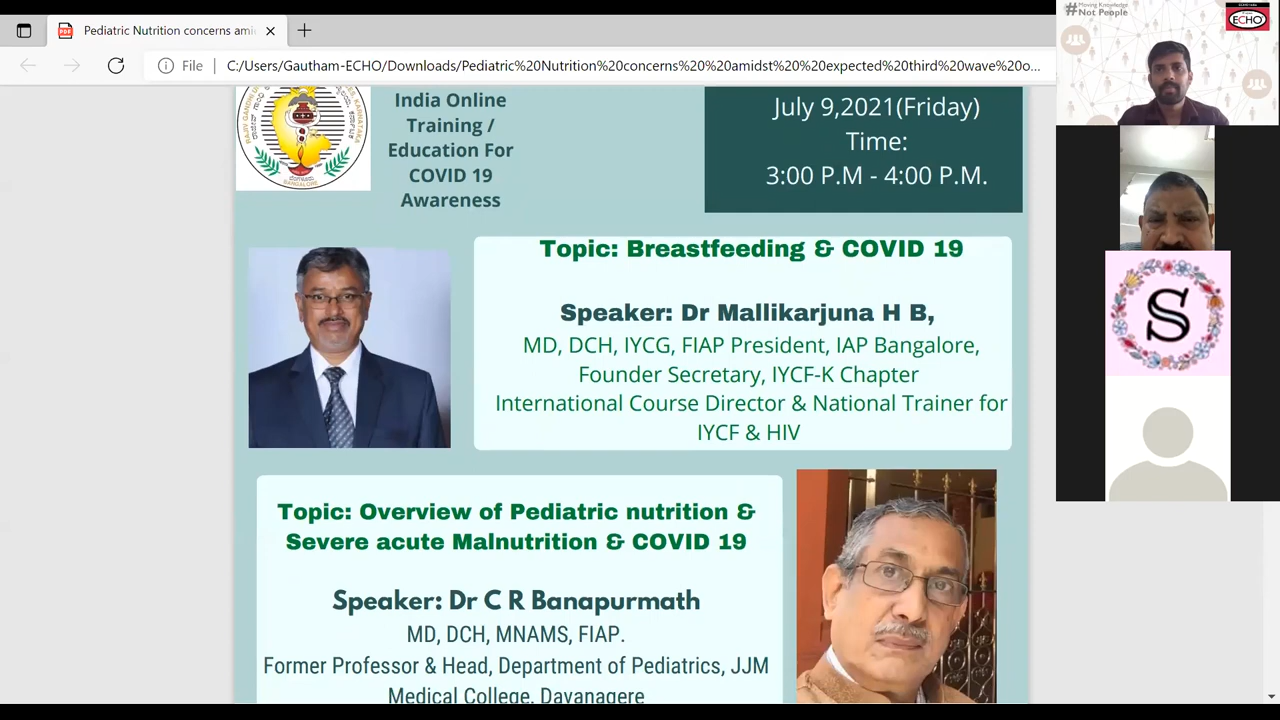 Pediatric Nutrition concerns ami
File
C:/Users/Gautham-ECHO/Downloads/Pediatric%20Nutrition%20concerns%20%20amidst%20%20expected%20third%20wave%20o...
#Moving Knowledge
Not People
ECHO
India Online
Training /
Education For
COVID 19
Awareness
July 9,2021(Friday)
Time:
3:00 P.M - 4:00 P.M.
Topic: Breastfeeding & COVID 19
Speaker: Dr Mallikarjuna H B,
MD, DCH, IYCG, FIAP President, IAP Bangalore,
Founder Secretary, IYCF-K Chapter
International Course Director & National Trainer for
IYCF & HIV
S
Topic: Overview of Pediatric nutrition &
Severe acute Malnutrition & COVID 19
Speaker: Dr C R Banapurmath
MD, DCH, MNAMS, FIAP.
Former Professor & Head, Department of Pediatrics, JJM
Medical College, Davanagere